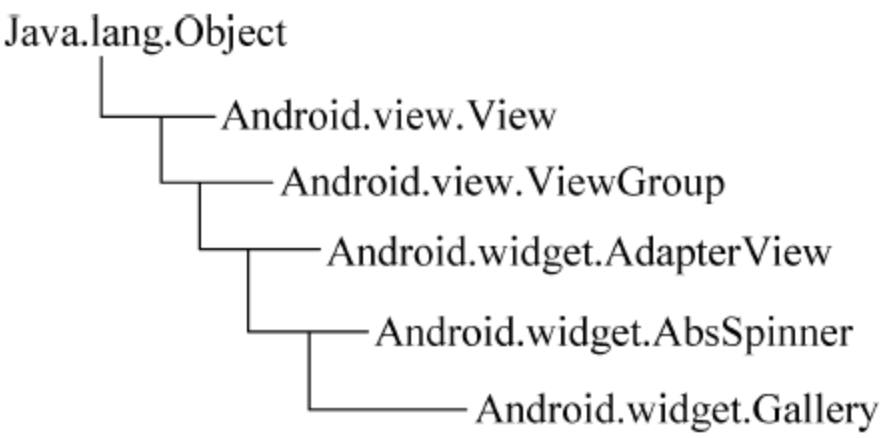 Java.lang.Object
Android.view.View
Android.view.ViewGroup
Android.widget.AdapterView
Android.widget.AbsSpinner
Android.widget.Gallery